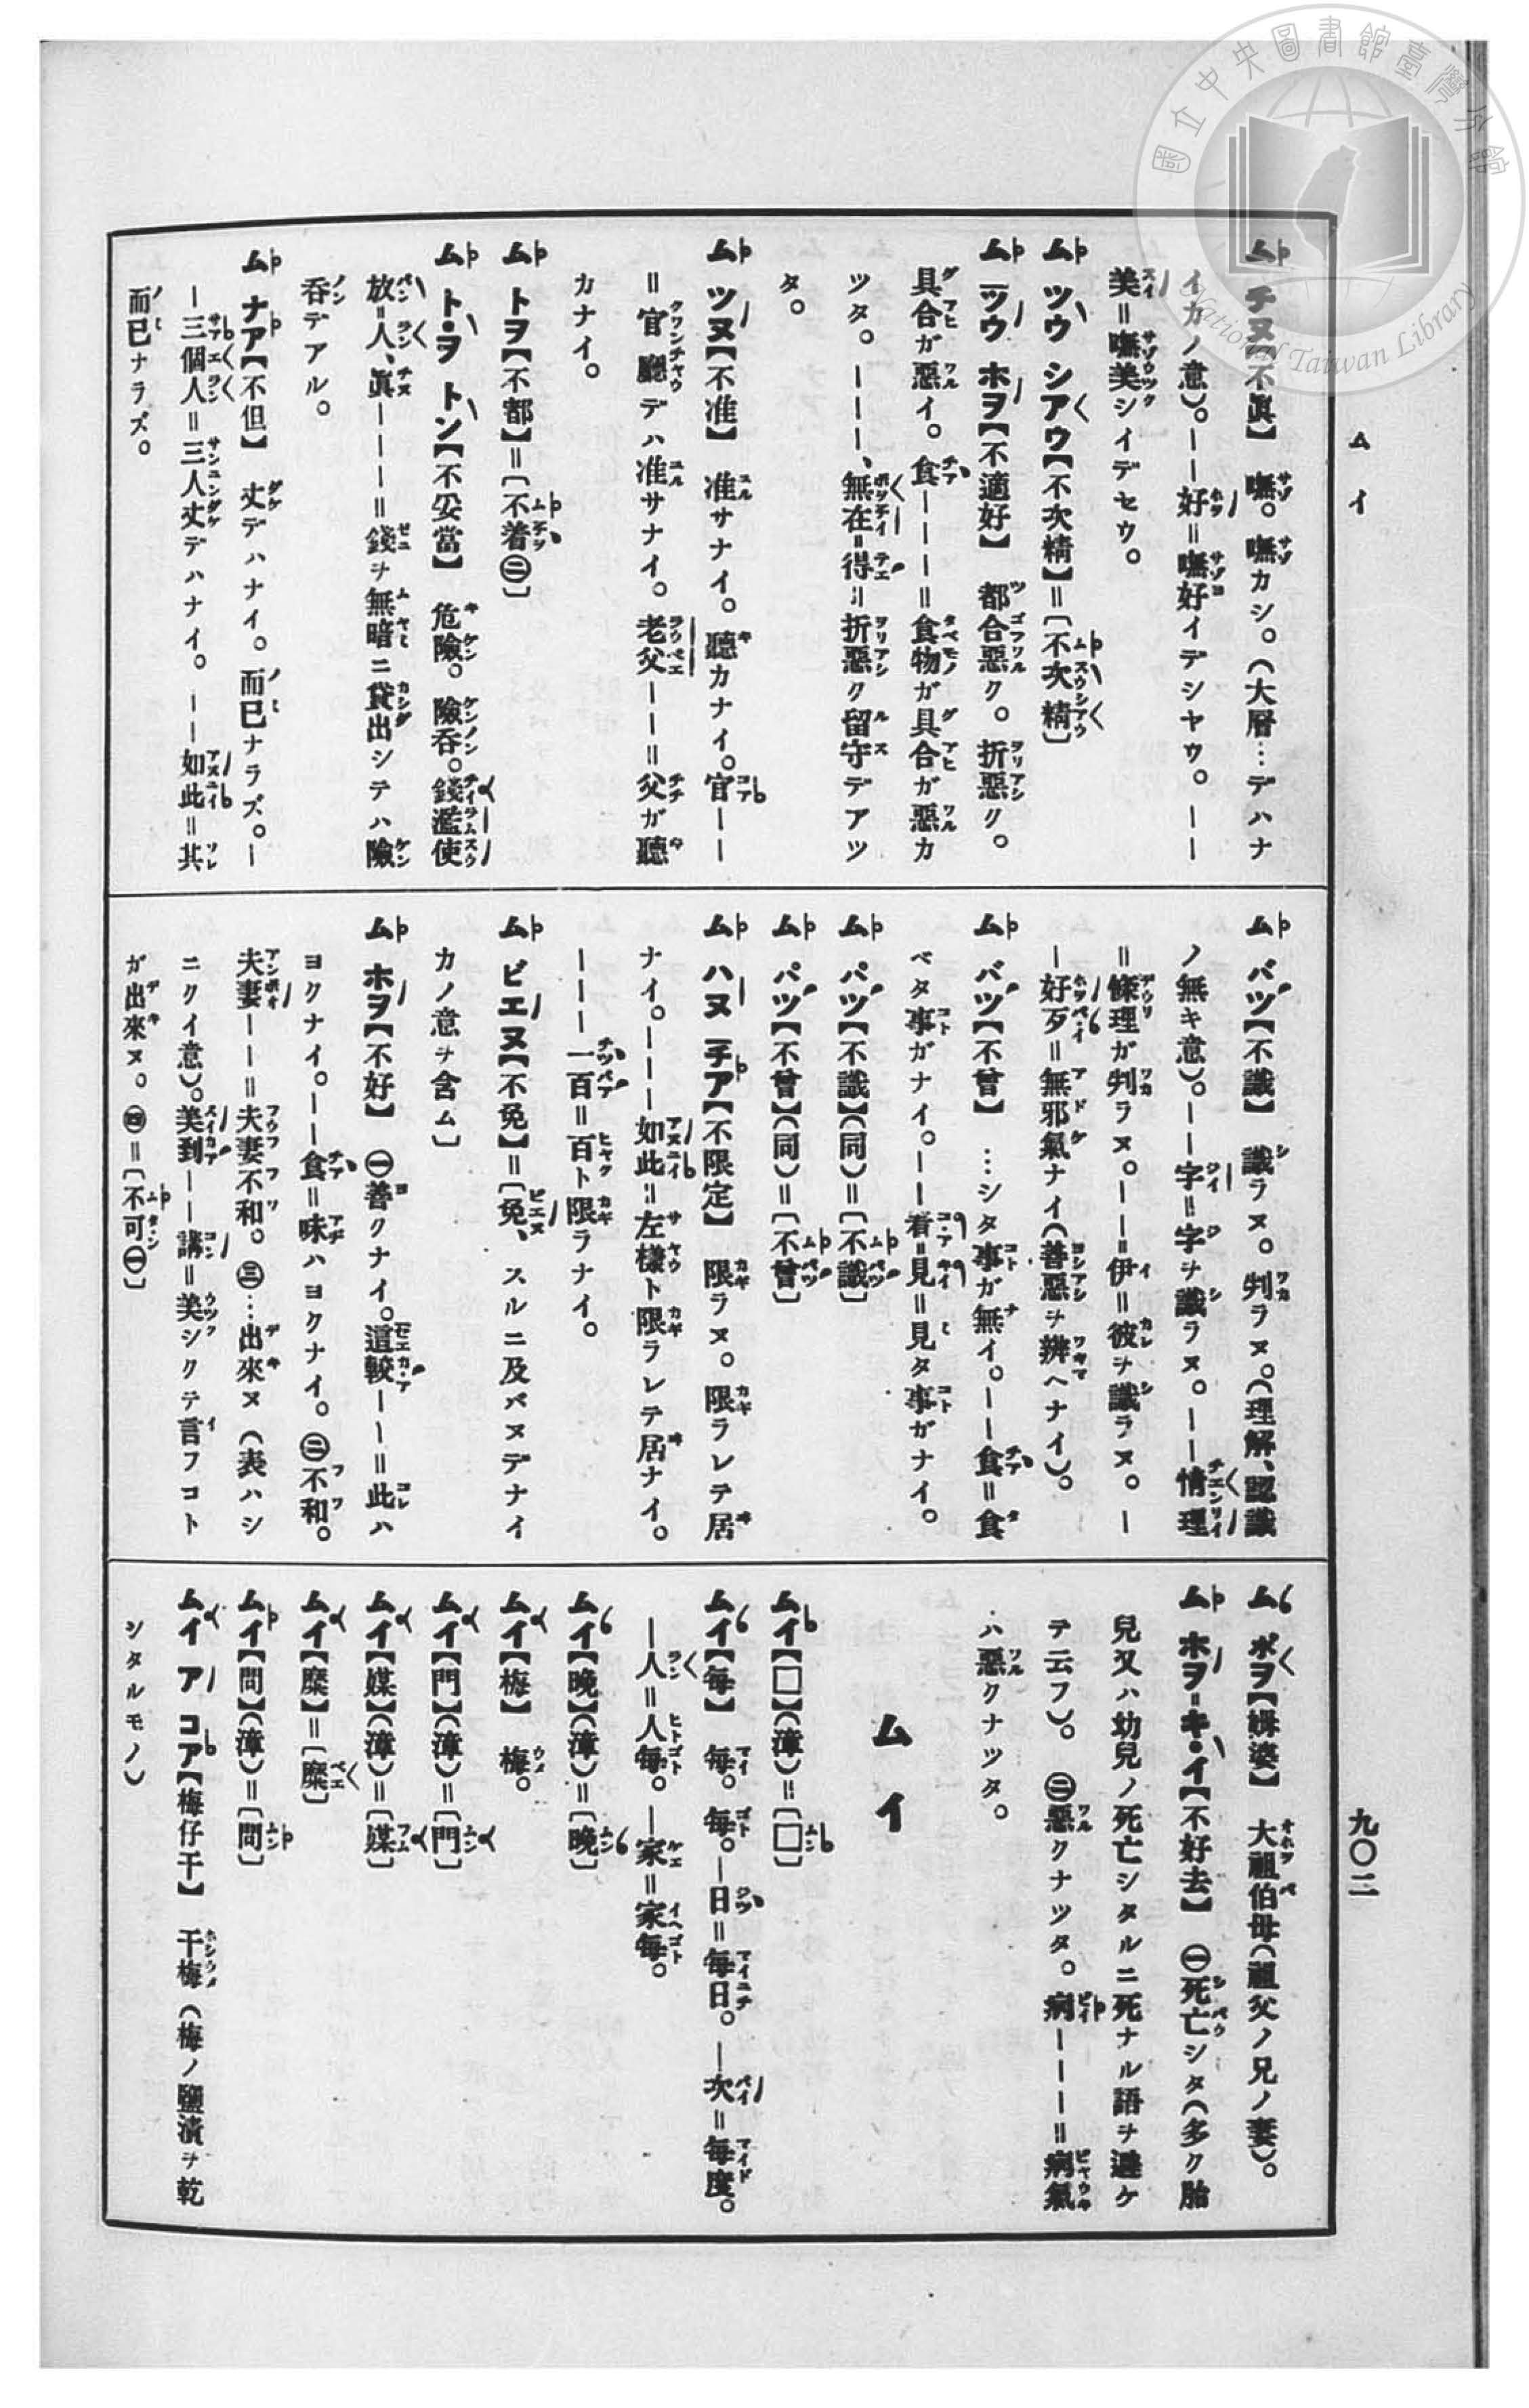 國立中央圖書館臺灣分館
National Taiwan Library
ムイ
九〇二
ム チヌ【不眞】 嘸。嘸カシ。(大層…デハナ
イカノ意)。――好=嘸好イデシヤウ。――
美=嘸美シイデセウ。
ム ツウ シアウ【不次精】=〔不次精〕
ム ツウ ホヲ【不適好】 都合惡ク。折惡ク。
具合ガ惡イ。食―――=食物ガ具合ガ惡カ
ツタ。―――、無在=得=折惡ク留守デアツ
タ。
ム ツヌ【不准】 准サナイ。聽カナイ。官――
=官廳デハ准サナイ。老父――=父ガ聽
カナイ。
ム トヲ【不都】=〔不着㊁〕
ム トヲ トン【不妥當】 危險。險呑。錢濫使
放=人、眞―――=錢ヲ無暗ニ貸出シテハ險
呑デアル。
ム ナア【不但】 丈デハナイ。而已ナラズ。―
―三個人=三人丈デハナイ。――如此=其
而已ナラズ。
ム バツ【不識】 識ラヌ。判ラヌ。(理解、認識
ノ無キ意)。――字=字ヲ識ラヌ。――情理
=條理ガ判ラヌ。――=伊=彼ヲ識ラヌ。―
―好歹=無邪氣ナイ(善惡ヲ辨ヘナイ)。
ム バツ【不曾】 …シタ事ガ無イ。――食=食
ベタ事ガナイ。――看=見=見タ事ガナイ。
ム パツ【不識】(同)=〔不識〕
ム パツ【不曾】(同)=〔不曾〕
ム ハヌ チア【不限定】 限ラヌ。限ラレテ居
ナイ。―――如此=左樣ト限ラレテ居ナイ。
―――一百=百ト限ラナイ。
ム ビエヌ【不免】=〔免、スルニ及バヌデナイ
カノ意ヲ含ム〕
ム ホヲ【不好】 ㊀善クナイ。這較――=此ハ
ヨクナイ。――食=味ハヨクナイ。㊁不和。
夫妻――=夫妻不和。㊂…出來ヌ(表ハシ
ニクイ意)。美到――講=美シクテ言フコト
ガ出來ヌ。㊃=〔不可㊀〕
ム ポヲ【姆婆】 大祖伯母(祖父ノ兄ノ妻)。
ム ホヲ=キイ【不好去】 ㊀死亡シタ(多ク胎
兒又ハ幼兒ノ死亡シタルニ死ナル語ヲ避ケ
テ云フ)。㊁惡クナツタ。病―――=病氣
ハ惡クナツタ。
ムイ
ムイ【□】(漳)=〔□〕
ムイ【每】 每。每。―日=每日。―次=每度。
―人=人每。―家=家每。
ムイ【晚】(漳)=〔晚〕
ムイ【梅】 梅。
ムイ【門】(漳)=〔門〕
ムイ【媒】(漳)=〔媒〕
ムイ【糜】=〔糜〕
ムイ【問】(漳)=〔問〕
ムイ ア コア【梅仔干】 干梅(梅ノ鹽漬ヲ乾
シタルモノ)